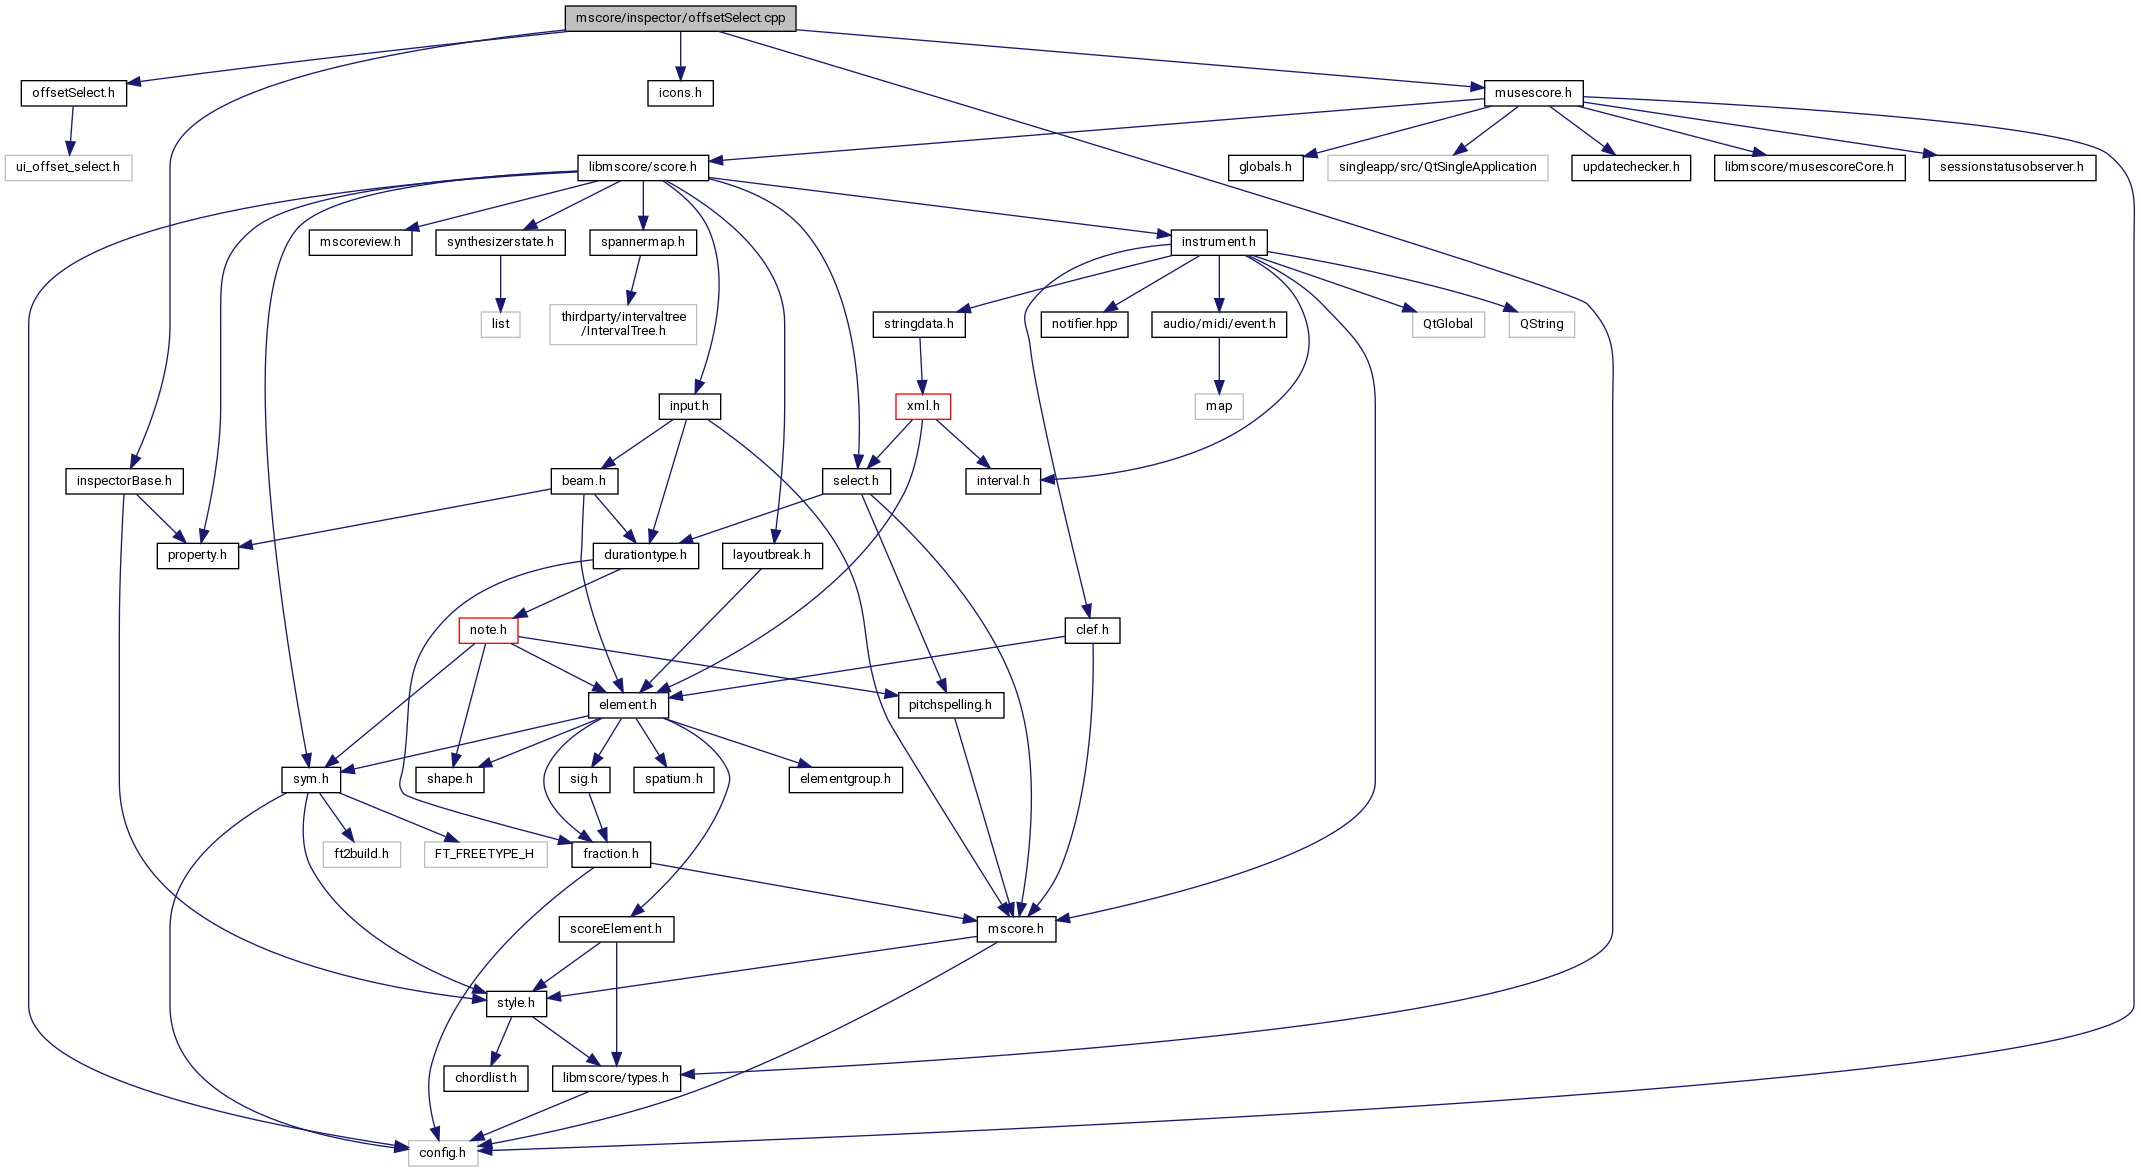 mscore/inspector/offsetSelect.cpp
offsetSelect.h
icons.h
musescore.h
ui_offset_select.h
libmscore/score.h
globals.h
singleapp/src/QtSingleApplication
updatechecker.h
libmscore/musescoreCore.h
sessionstatusobserver.h
mscoreview.h
synthesizerstate.h
spannermap.h
instrument.h
list
thirdparty/intervaltree
/IntervalTree.h
stringdata.h
notifier.hpp
audio/midi/event.h
QtGlobal
QString
input.h
xml.h
map
inspectorBase.h
beam.h
select.h
interval.h
property.h
durationtype.h
layoutbreak.h
note.h
clef.h
element.h
pitchspelling.h
sym.h
shape.h
sig.h
spatium.h
elementgroup.h
ft2build.h
FT_FREETYPE_H
fraction.h
scoreElement.h
mscore.h
style.h
chordlist.h
libmscore/types.h
config.h